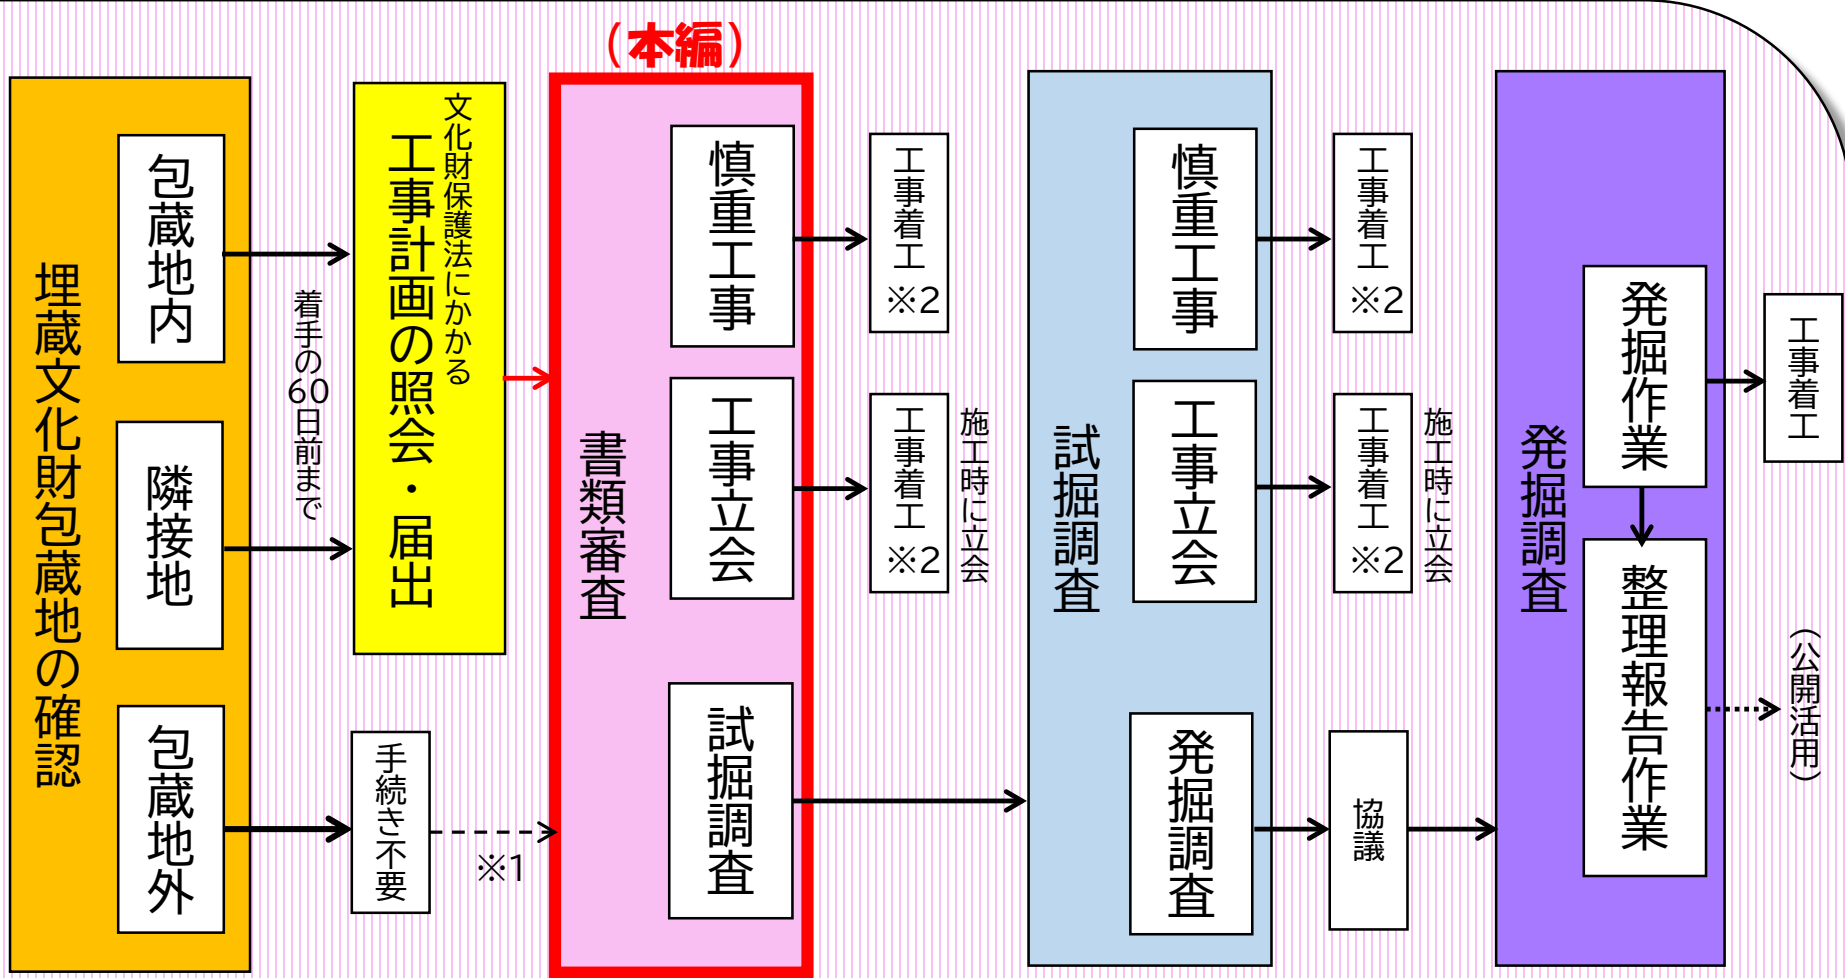 (本編)
埋蔵文化財包蔵地の確認
包蔵地内
隣接地
包蔵地外
着手の60日前まで
文化財保護法にかかる
工事計画の照会・届出
手続き不要
※1
書類審査
慎重工事
工事立会
試掘調査
工事着工※2
工事着工※2
施工時に立会
試掘調査
慎重工事
工事立会
発掘調査
工事着工※2
工事着工※2
施工時に立会
協議
発掘調査
発掘作業
整理報告作業
工事着工
(公開活用)